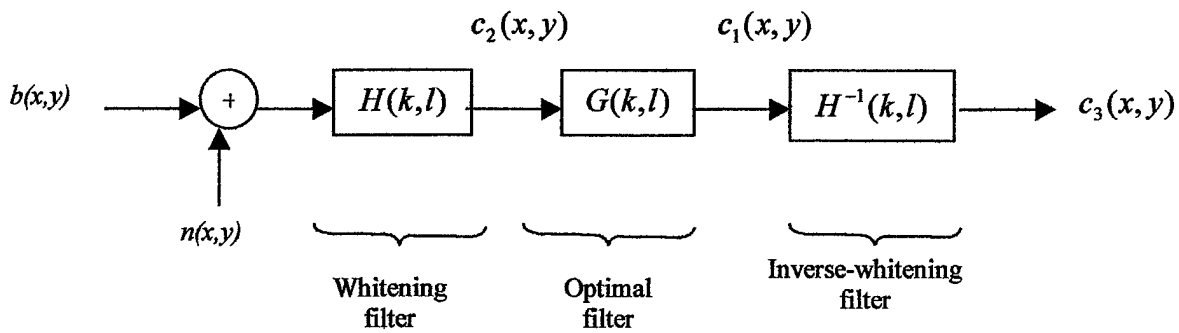 c₂(x, y)
c₁(x, y)
b(x,y)
+
H(k,l)
G(k,l)
H⁻¹(k,l)
c₃(x, y)
n(x,y)
Whitening
filter
Optimal
filter
Inverse-whitening
filter